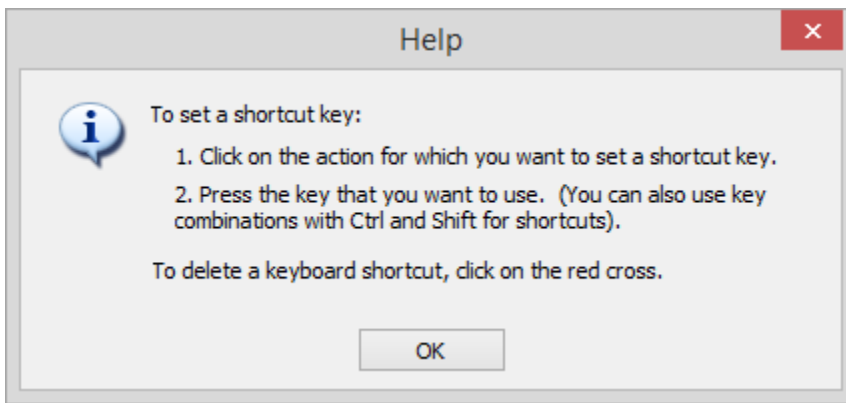 Help
To set a shortcut key:
1. Click on the action for which you want to set a shortcut key.
2. Press the key that you want to use.  (You can also use key
combinations with Ctrl and Shift for shortcuts).
To delete a keyboard shortcut, click on the red cross.
OK